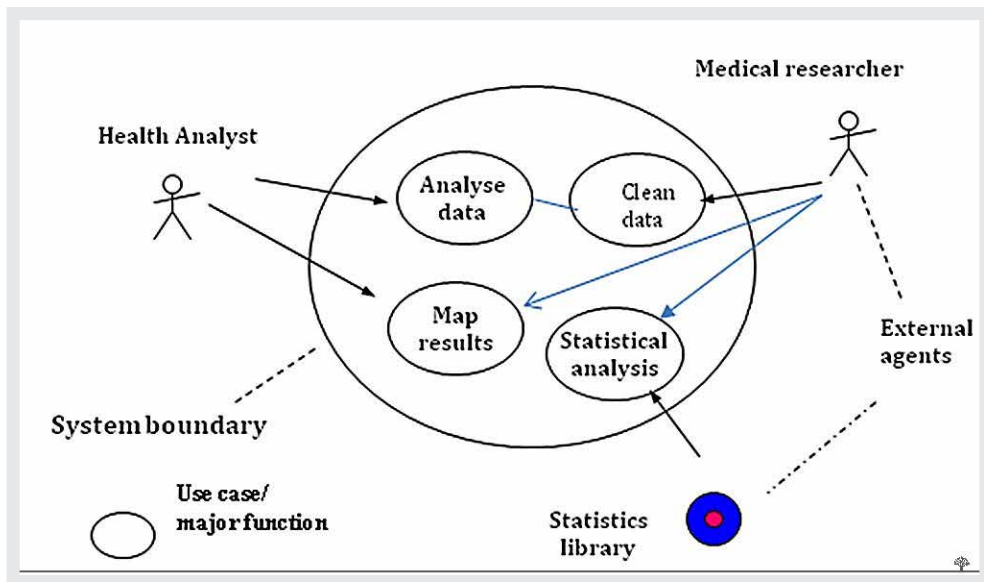 Medical researcher
Health Analyst
Analyse
data
Clean
data
Map
results
Statistical
analysis
External
agents
System boundary
Use case/
major function
Statistics
library